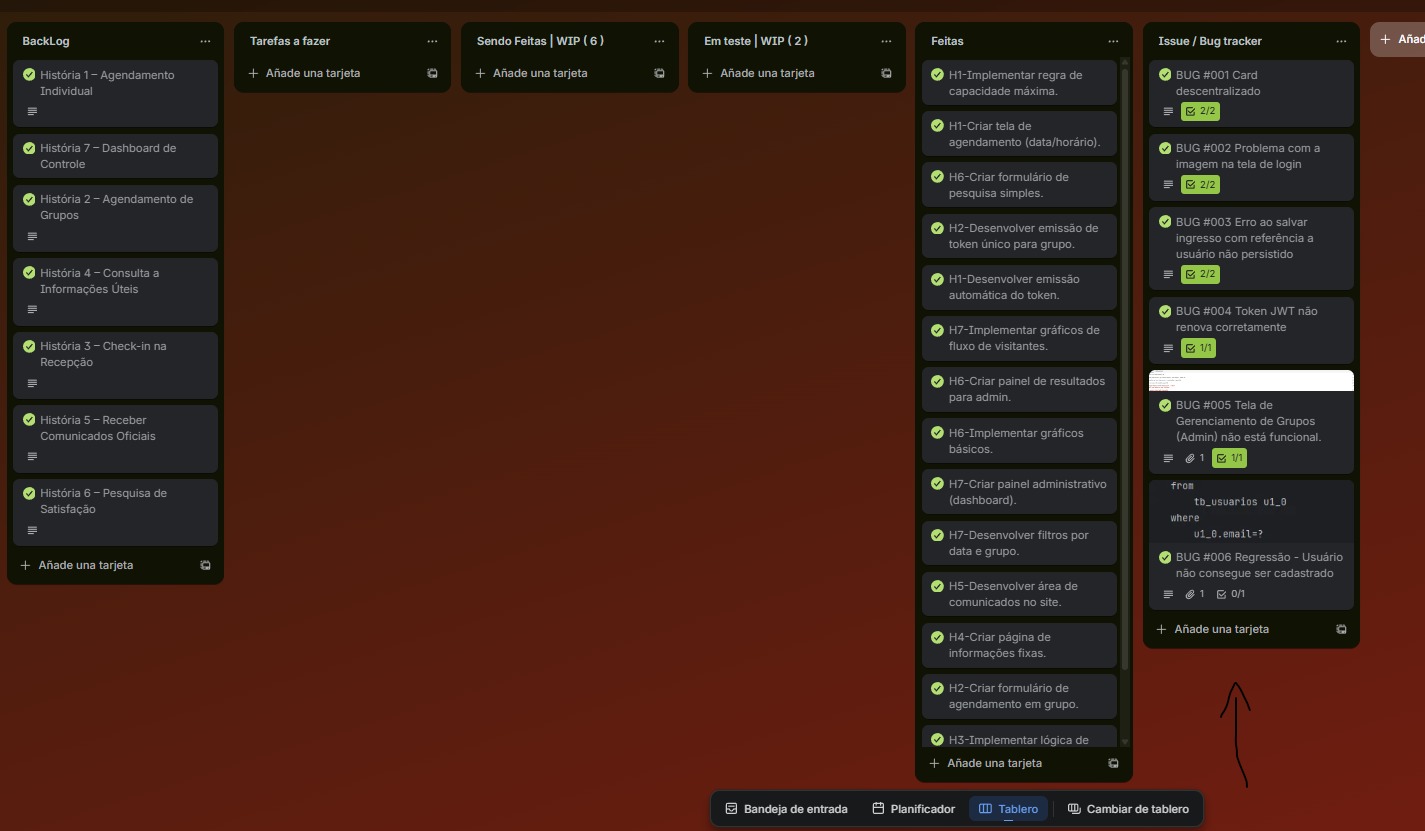 BackLog
História 1 – Agendamento
Individual
História 7 – Dashboard de
Controle
História 2 – Agendamento de
Grupos
História 4 – Consulta a
Informações Úteis
História 3 – Check-in na
Recepção
História 5 – Receber
Comunicados Oficiais
História 6 – Pesquisa de
Satisfação
Añade una tarjeta
Tarefas a fazer
Añade una tarjeta
Sendo Feitas | WIP ( 6 )
Añade una tarjeta
Em teste | WIP ( 2 )
Añade una tarjeta
Feitas
H1-Implementar regra de
capacidade máxima.
H1-Criar tela de
agendamento (data/horário).
H6-Criar formulário de
pesquisa simples.
H2-Desenvolver emissão de
token único para grupo.
H1-Desenvolver emissão
automática do token.
H7-Implementar gráficos de
fluxo de visitantes.
H6-Criar painel de resultados
para admin.
H6-Implementar gráficos
básicos.
H7-Criar painel administrativo
(dashboard).
H7-Desenvolver filtros por
data e grupo.
H5-Desenvolver área de
comunicados no site.
H4-Criar página de
informações fixas.
H2-Criar formulário de
agendamento em grupo.
H3-Implementar lógica de
Añade una tarjeta
Issue / Bug tracker
BUG #001 Card
descentralizado
2/2
BUG #002 Problema com a
imagem na tela de login
2/2
BUG #003 Erro ao salvar
ingresso com referência a
usuário não persistido
2/2
BUG #004 Token JWT não
renova corretamente
1/1
BUG #005 Tela de
Gerenciamento de Grupos
(Admin) não está funcional.
1 1/1
from
tb_usuarios u1_0
where
u1_0.email=?
BUG #006 Regressão - Usuário
não consegue ser cadastrado
1 0/1
Añade una tarjeta
Añad
Bandeja de entrada Planificador Tablero Cambiar de tablero